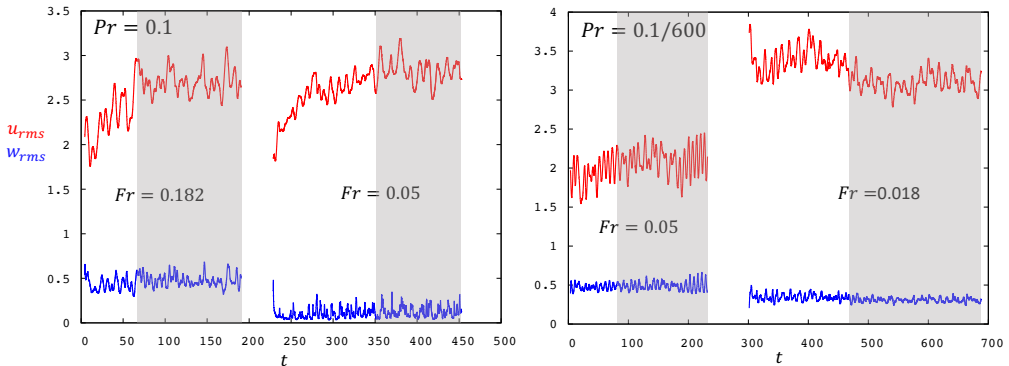 Pr = 0.1
3.5
3
2.5
2
1.5
1
0.5
0
u_rms
w_rms
Fr = 0.182
Fr = 0.05
0 50 100 150 200 250 300 350 400 450 500
t
Pr = 0.1/600
4
3.5
3
2.5
2
1.5
1
0.5
0
Fr = 0.05
Fr =0.018
0 100 200 300 400 500 600 700
t